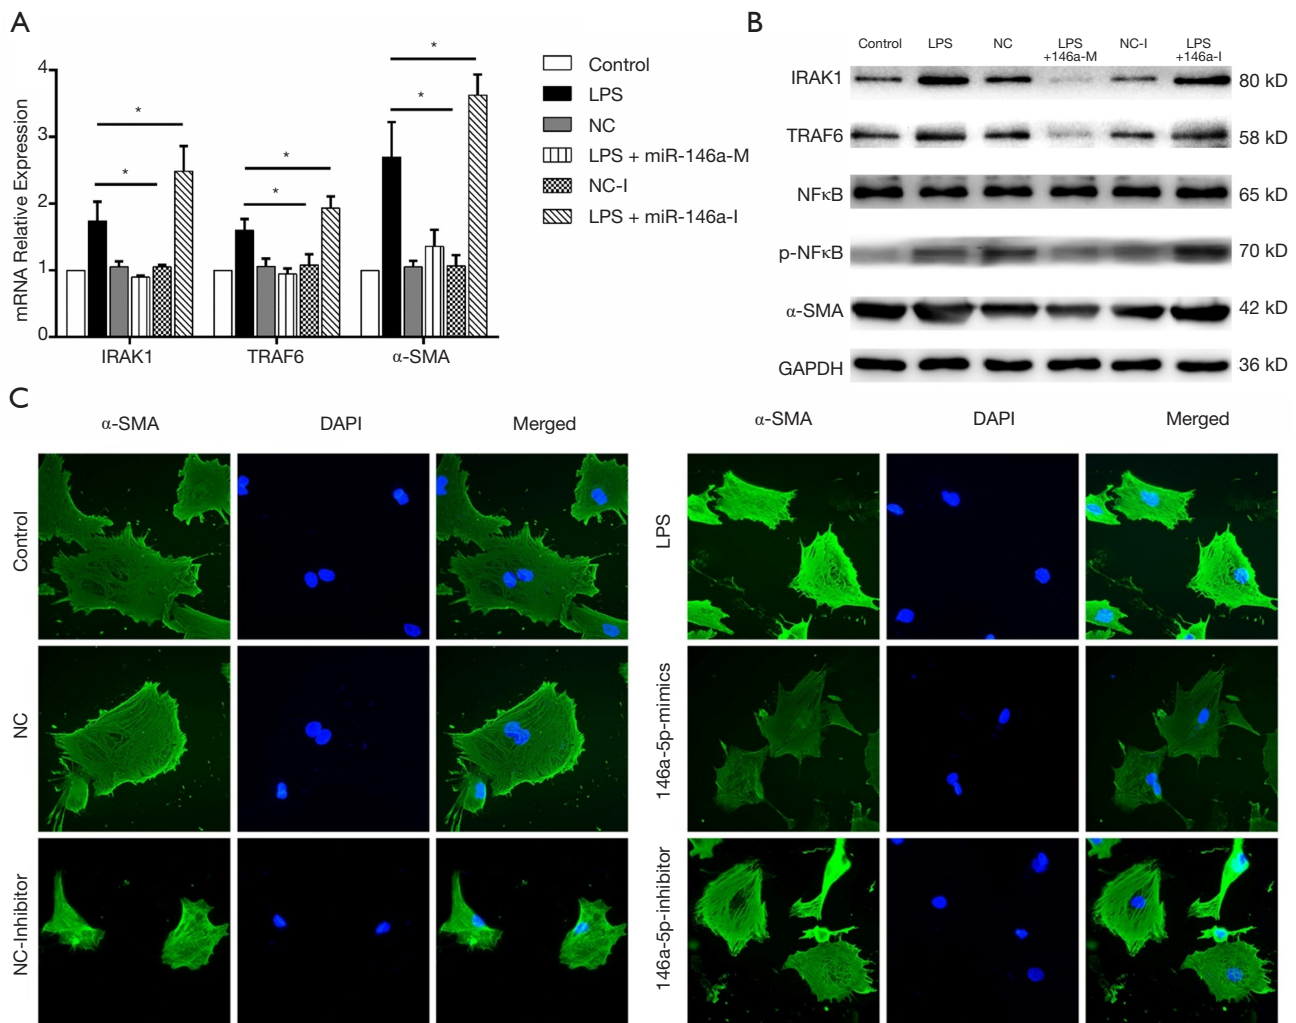 A
mRNA Relative Expression
4
3
2
1
0
*
*
*
*
*
*
IRAK1
TRAF6
α-SMA
Control
LPS
NC
LPS + miR-146a-M
NC-I
LPS + miR-146a-I
B
Control
LPS
NC
LPS
+146a-M
NC-I
LPS
+146a-I
IRAK1
80 kD
TRAF6
58 kD
NFκB
65 kD
p-NFκB
70 kD
α-SMA
42 kD
GAPDH
36 kD
C
α-SMA
DAPI
Merged
α-SMA
DAPI
Merged
Control
LPS
NC
146a-5p-mimics
NC-Inhibitor
146a-5p-inhibitor